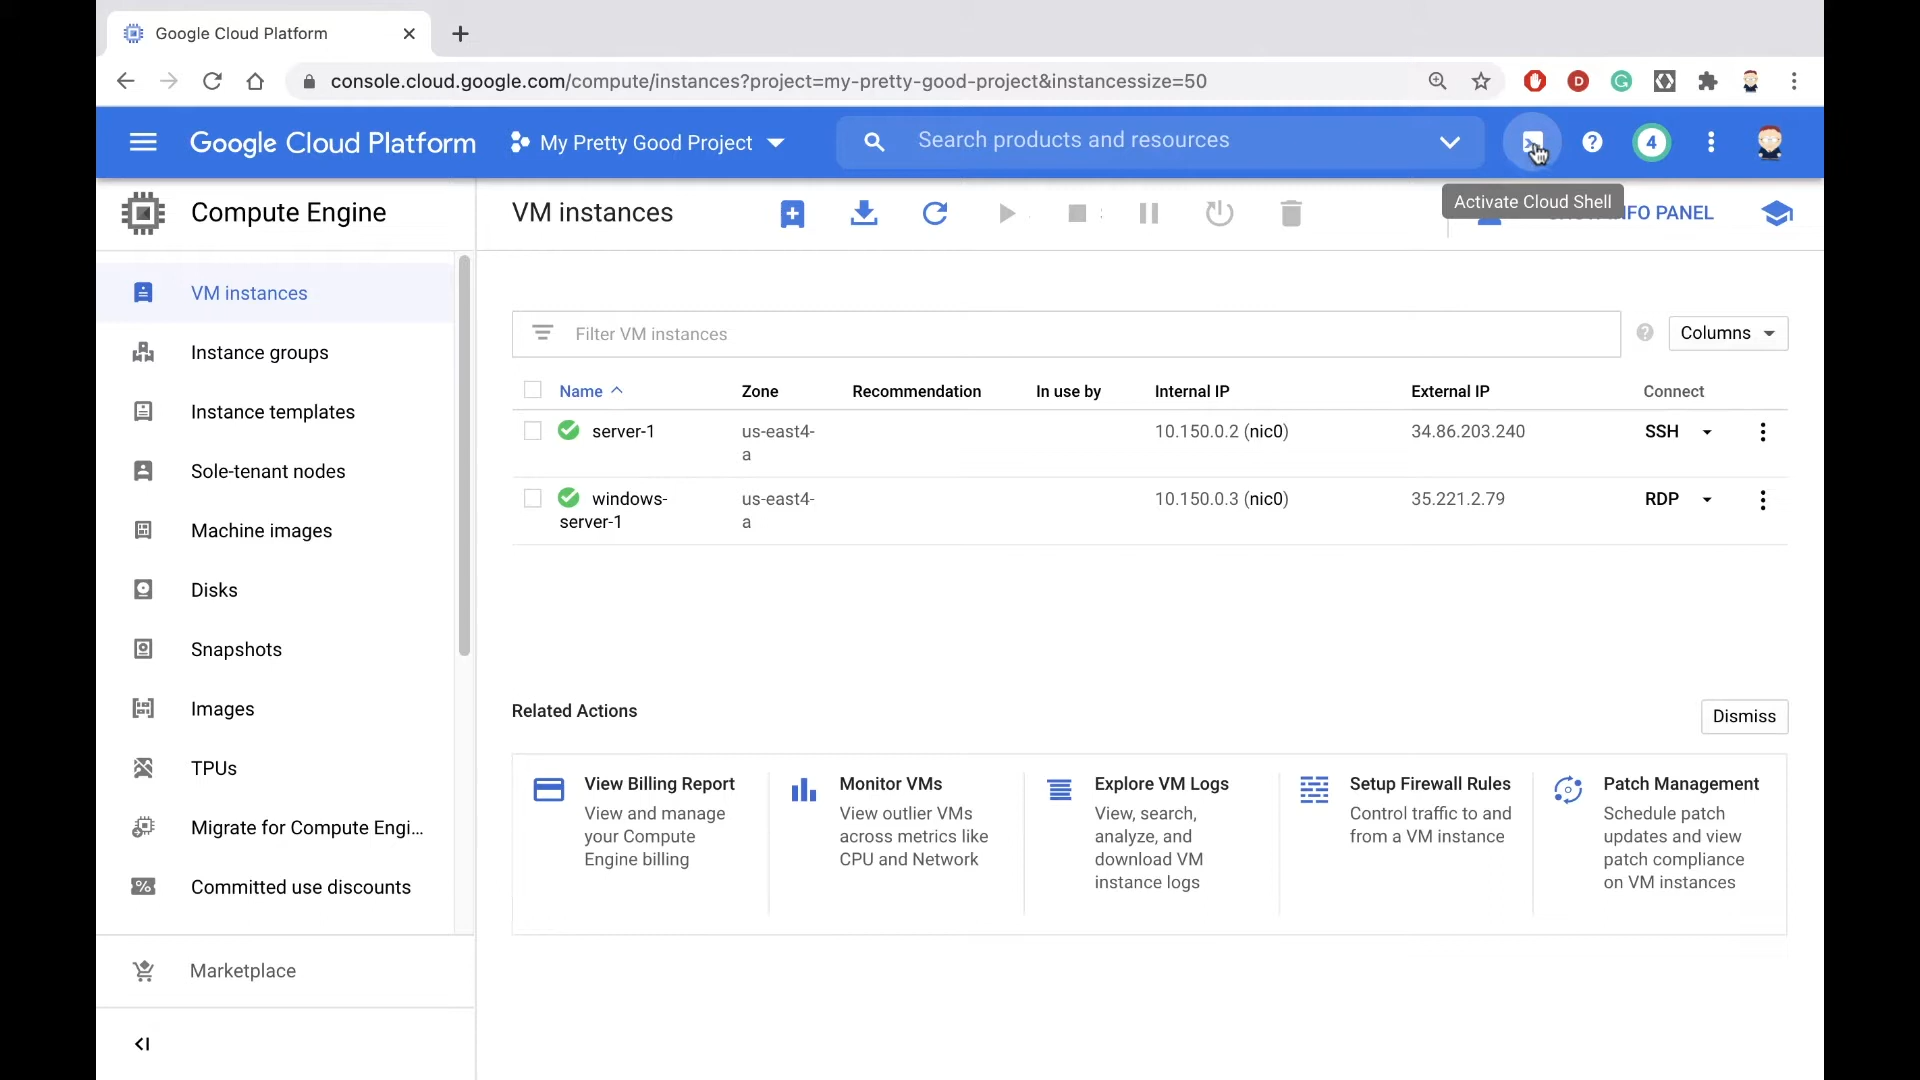 Google Cloud Platform
console.cloud.google.com/compute/instances?project=my-pretty-good-project&instancessize=50
D
G
Google Cloud Platform
My Pretty Good Project
Search products and resources
?
4
Activate Cloud Shell
Compute Engine
VM instances
INFO PANEL
VM instances
Instance groups
Instance templates
Sole-tenant nodes
Machine images
Disks
Snapshots
Images
TPUs
Migrate for Compute Engi...
Committed use discounts
Marketplace
Filter VM instances
?
Columns
Name
Zone
Recommendation
In use by
Internal IP
External IP
Connect
server-1
us-east4-
a
10.150.0.2 (nic0)
34.86.203.240
SSH
windows-
server-1
us-east4-
a
10.150.0.3 (nic0)
35.221.2.79
RDP
Related Actions
Dismiss
View Billing Report
View and manage
your Compute
Engine billing
Monitor VMs
View outlier VMs
across metrics like
CPU and Network
Explore VM Logs
View, search,
analyze, and
download VM
instance logs
Setup Firewall Rules
Control traffic to and
from a VM instance
Patch Management
Schedule patch
updates and view
patch compliance
on VM instances